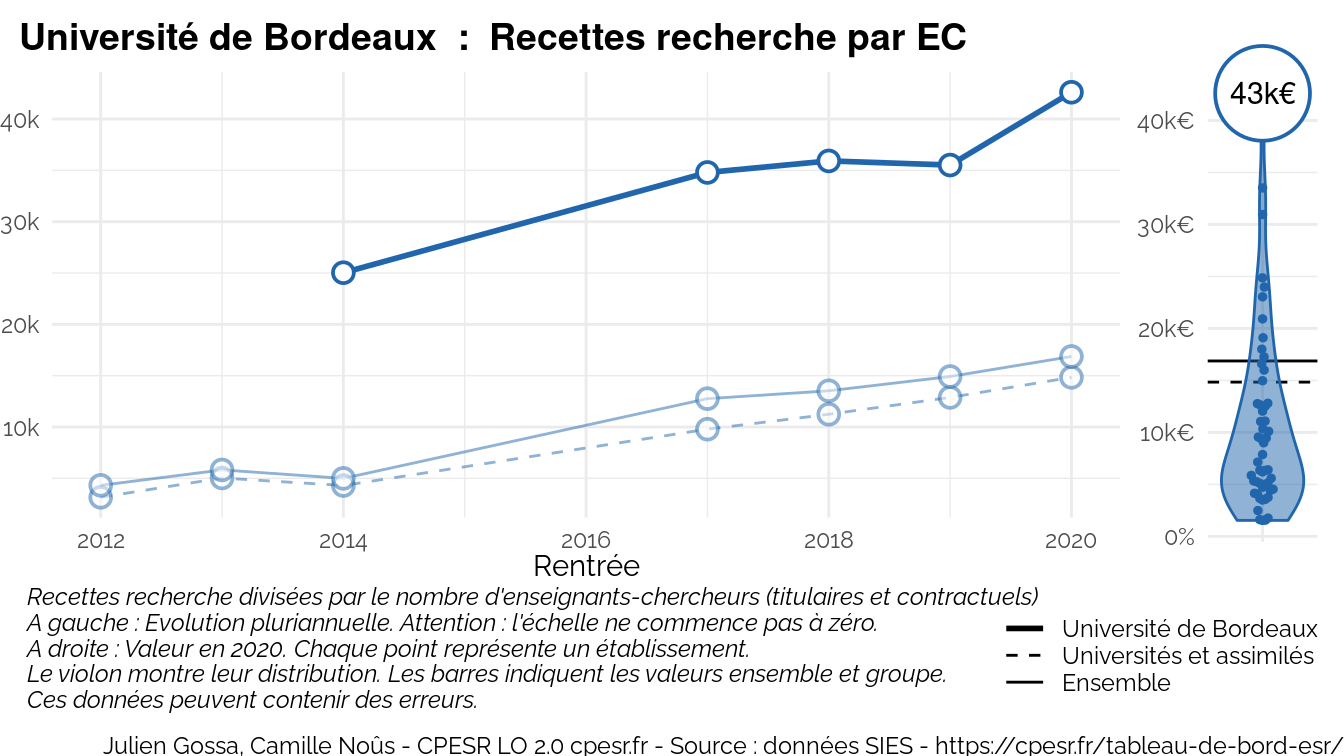 Université de Bordeaux : Recettes recherche par EC
43k€
40k
30k
20k
10k
40k€
30k€
20k€
10k€
0%
2012
2014
2016
2018
2020
Rentrée
Recettes recherche divisées par le nombre d'enseignants-chercheurs (titulaires et contractuels)
A gauche : Evolution pluriannuelle. Attention : l'échelle ne commence pas à zéro.
A droite : Valeur en 2020. Chaque point représente un établissement.
Le violon montre leur distribution. Les barres indiquent les valeurs ensemble et groupe.
Ces données peuvent contenir des erreurs.
Université de Bordeaux
Universités et assimilés
Ensemble
Julien Gossa, Camille Noûs - CPESR LO 2.0 cpesr.fr - Source : données SIES - https://cpesr.fr/tableau-de-bord-esr/